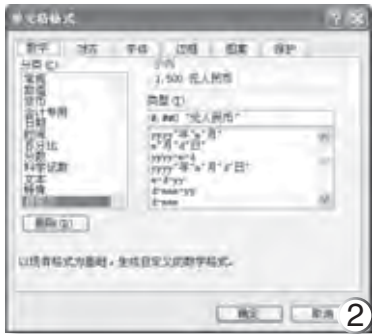 单元格格式
数字 对齐 字体 边框 图案 保护
分类(C)
常规
数值
货币
会计专用
日期
时间
百分比
分数
科学记数
文本
特殊
示例
1.500 元人民币
类型(T)
#.##0 "元人民币"
yyyy"年"m"月"
m"月"d"日"
yyyy-m-d
yyyy"年"m"月"d"日"
m-d-yy
d-mmm-yy
d-mmm
删除(D)
以现有格式为基础，生成自定义的数字格式。
确定 取消
②